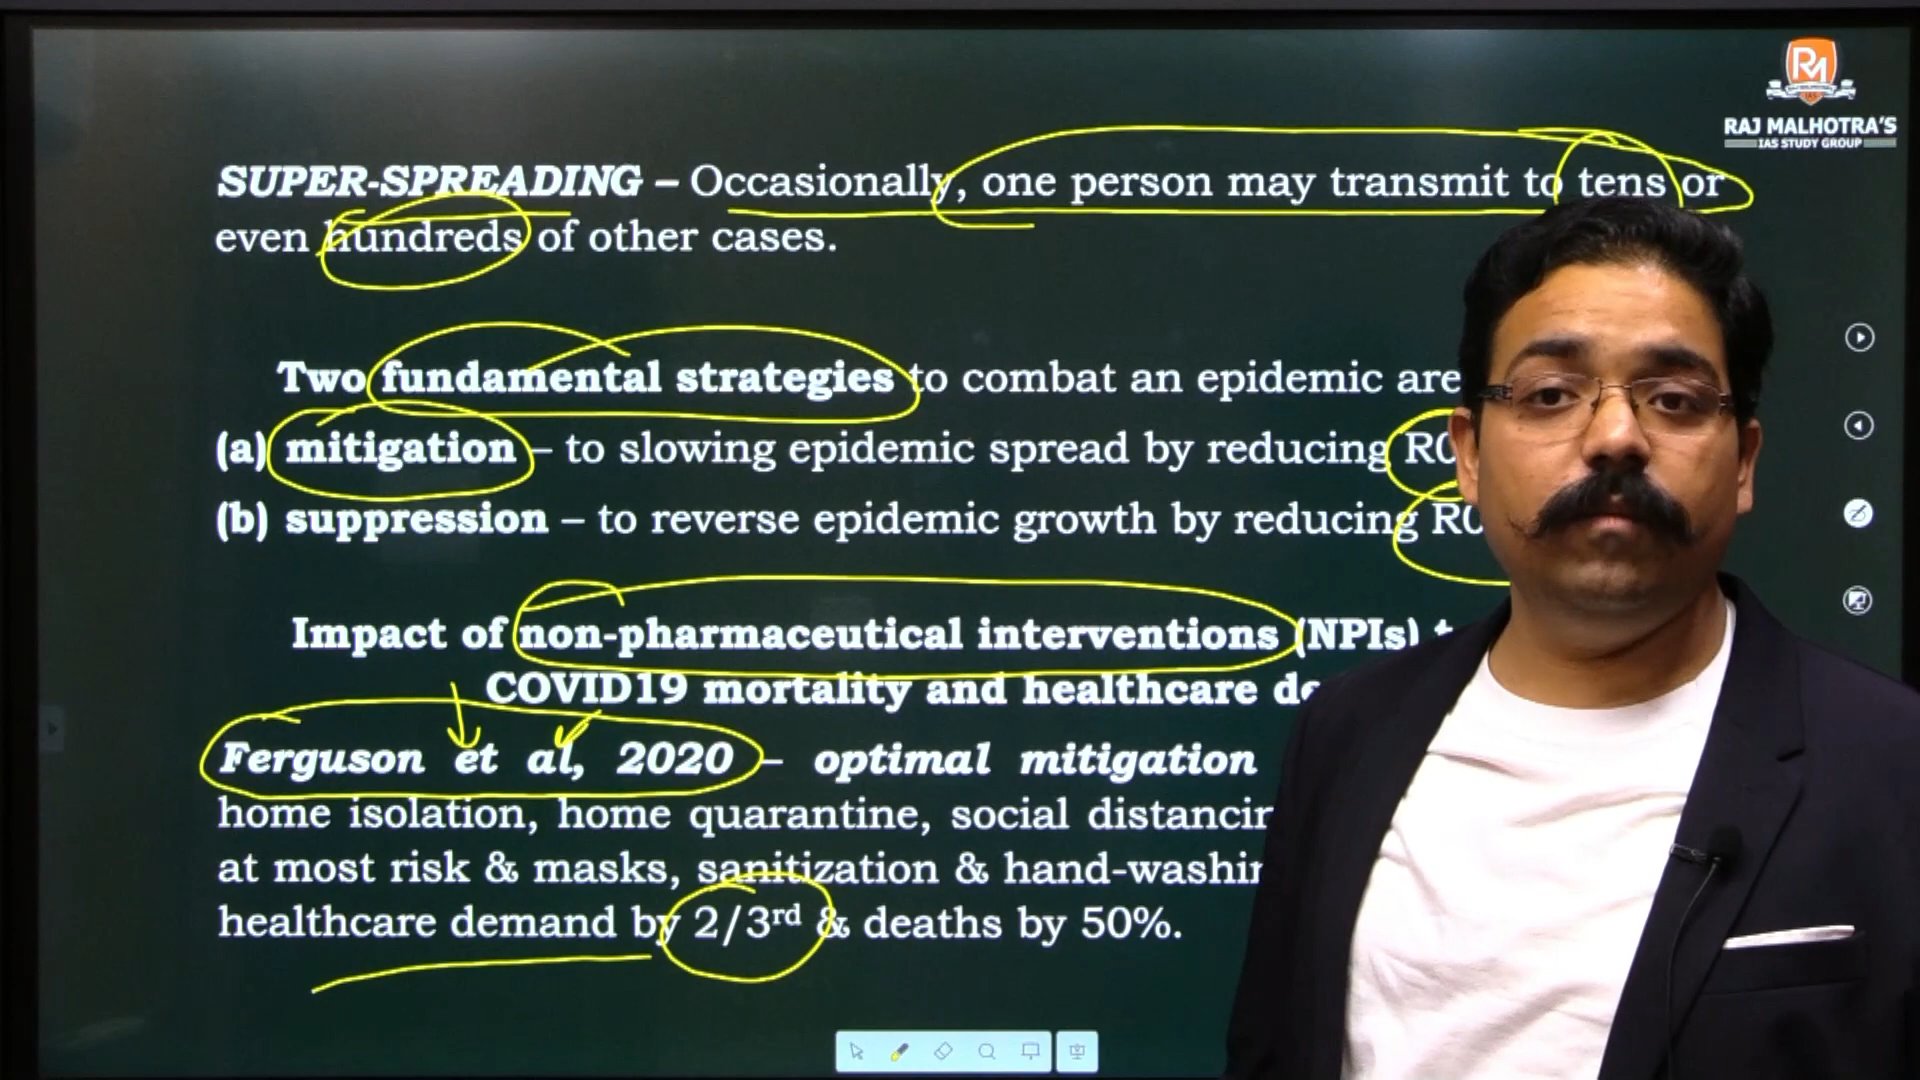 RAJ MALHOTRA'S
IAS STUDY GROUP
SUPER-SPREADING – Occasionally, one person may transmit to tens or
even hundreds of other cases.
Two fundamental strategies to combat an epidemic are
(a) mitigation – to slowing epidemic spread by reducing R0
(b) suppression – to reverse epidemic growth by reducing R0
Impact of non-pharmaceutical interventions (NPIs)
COVID19 mortality and healthcare
Ferguson et al, 2020 – optimal mitigation
home isolation, home quarantine, social
at most risk & masks, sanitization &
healthcare demand by 2/3rd & deaths by 50%.